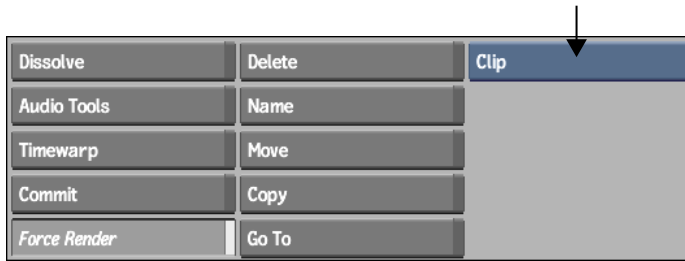 Dissolve
Delete
Clip
Audio Tools
Name
Timewarp
Move
Commit
Copy
Force Render
Go To